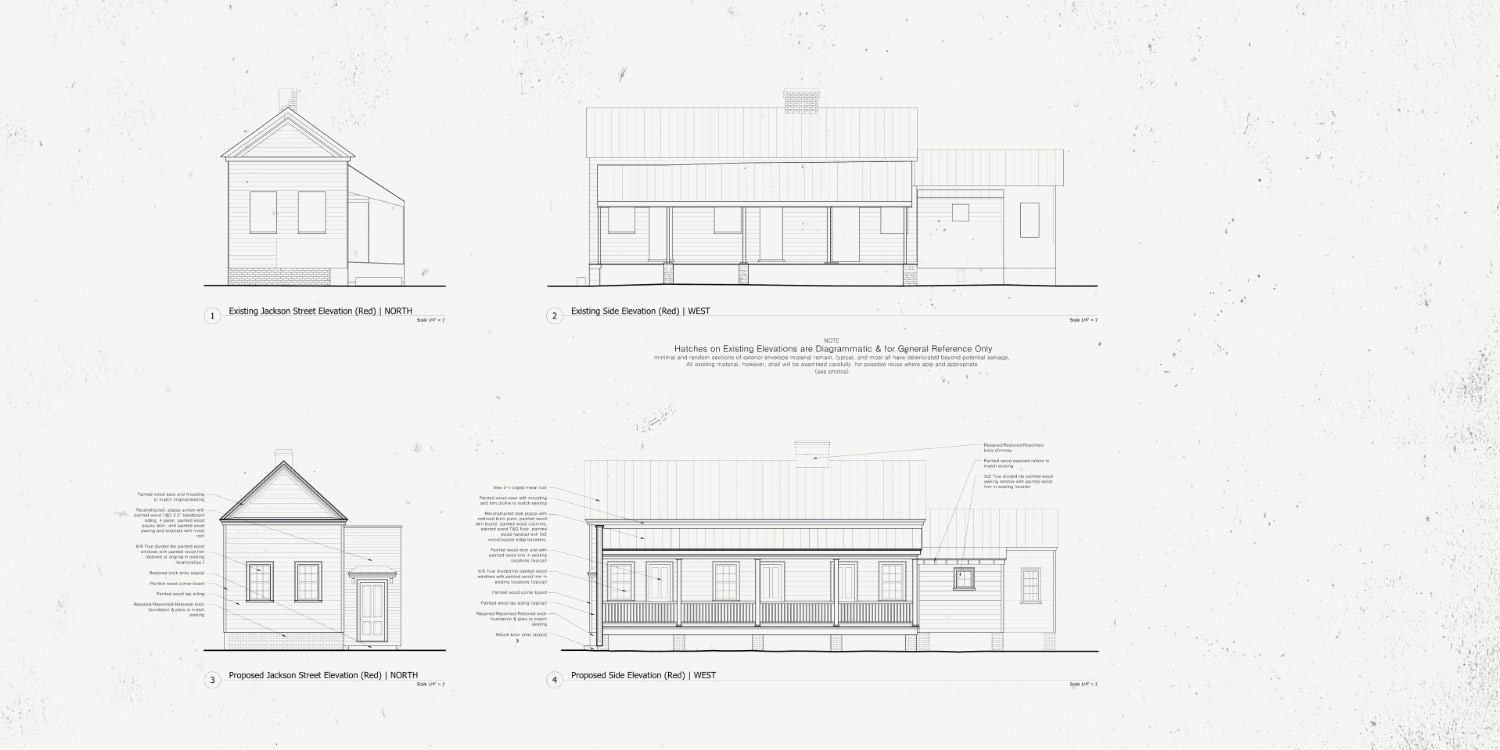 1 Existing Jackson Street Elevation (Red) | NORTH
Scale 1/4" = 1'
2 Existing Side Elevation (Red) | WEST
Scale 1/4" = 1'
NOTE
Hatches on Existing Elevations are Diagrammatic & for General Reference Only
minimal and random sections of exterior envelope material remain, typical, and most all have deteriorated beyond potential salvage.
All existing material, however, shall will be examined carefully for possible reuse where able and appropriate
(see photos)
Painted wood eave and moulding
to match original/existing
Reconstructed piazza screen with
painted wood T&G 3.5" beadboard
siding, 4 panel, painted wood
piazza door, and painted wood
awning and brackets with metal
roof
6/6 True divided lite painted wood
windows with painted wood trim
restored at original in existing
locations(typ.)
Restored brick entry step(s)
Painted wood corner board
Painted wood lap siding
Repaired/Repointed/Restored brick
foundation & piers to match
existing
3 Proposed Jackson Street Elevation (Red) | NORTH
Scale 1/4" = 1'
New 5-v crimped metal roof
Painted wood eave with moulding
and trim profile to match existing
Reconstructed side piazza with
restored brick piers, painted wood
skirt board, painted wood columns,
painted wood T&G floor, painted
wood handrail with 2x2
wood/square edge balusters.
Painted wood door and with
painted wood trim in existing
locations (typical)
6/6 True divided lite painted wood
windows with painted wood trim in
existing locations (typical)
Painted wood corner board
Painted wood lap siding (typical)
Repaired/Repointed/Restored brick
foundation & piers to match
existing
Rebuilt brick entry step(s)
Repaired/Restored/Repointed
brick chimney
Painted wood exposed rafters to
match existing
2x2 True divided lite painted wood
awning window with painted wood
trim in existing location
4 Proposed Side Elevation (Red) | WEST
Scale 1/4" = 1'